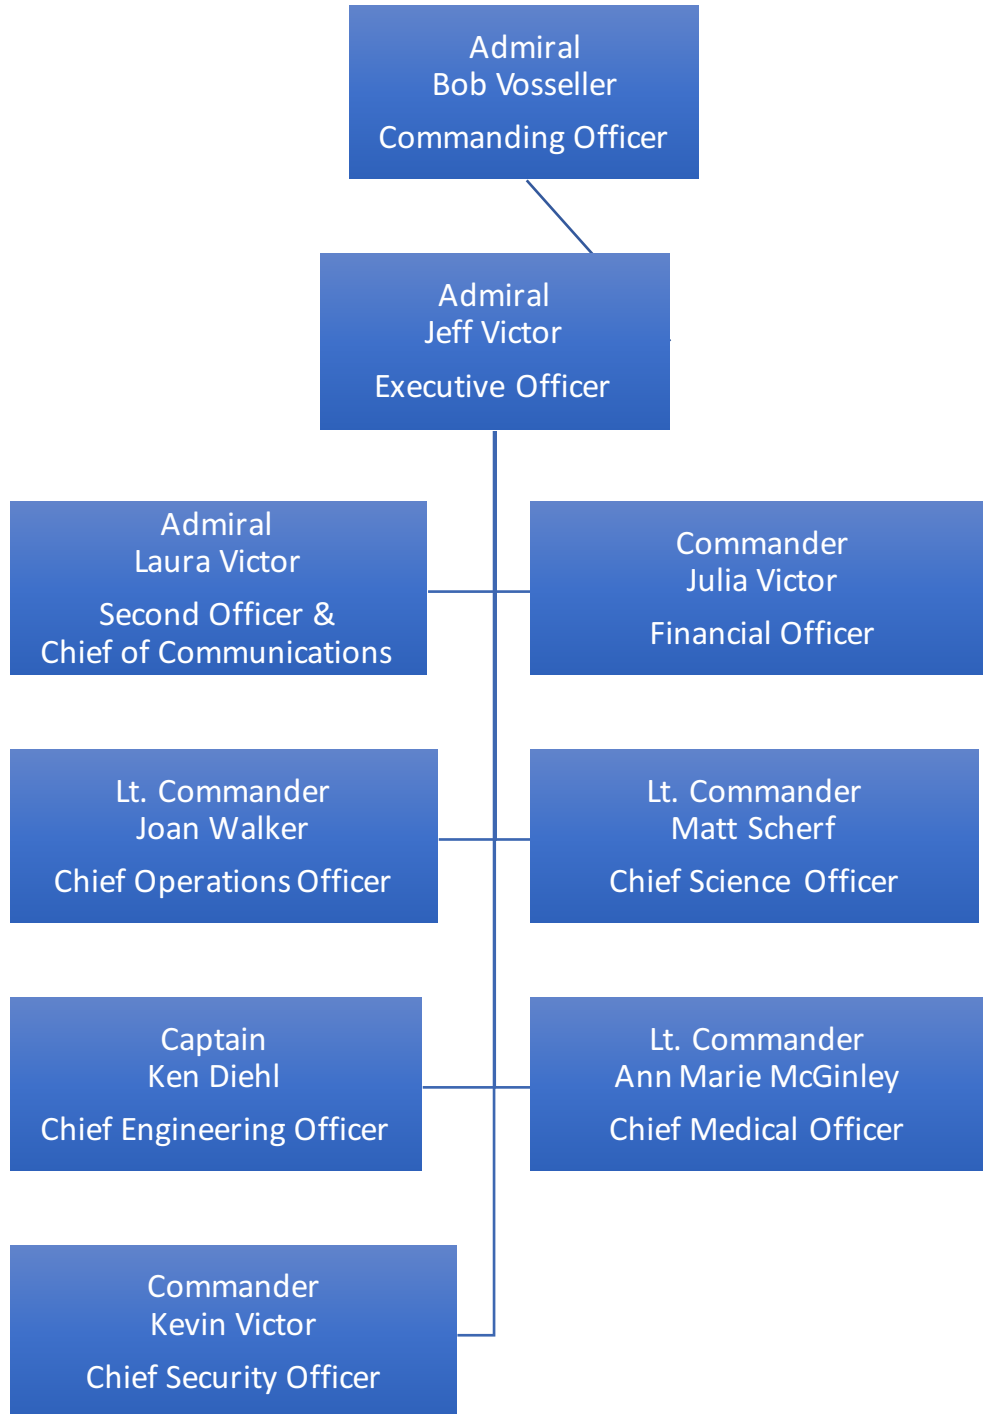 Admiral
Bob Vosseller
Commanding Officer
Admiral
Jeff Victor
Executive Officer
Admiral
Laura Victor
Second Officer &
Chief of Communications
Commander
Julia Victor
Financial Officer
Lt. Commander
Joan Walker
Chief Operations Officer
Lt. Commander
Matt Scherf
Chief Science Officer
Captain
Ken Diehl
Chief Engineering Officer
Lt. Commander
Ann Marie McGinley
Chief Medical Officer
Commander
Kevin Victor
Chief Security Officer